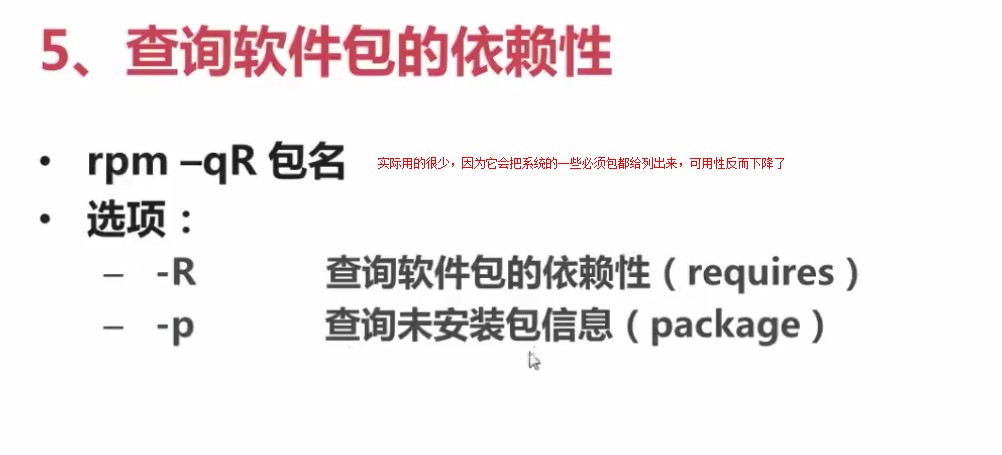 5、查询软件包的依赖性
• rpm –qR 包名 实际用的很少，因为它会把系统的一些必须包都给列出来，可用性反而下降了
• 选项：
– -R 查询软件包的依赖性（requires）
– -p 查询未安装包信息（package）